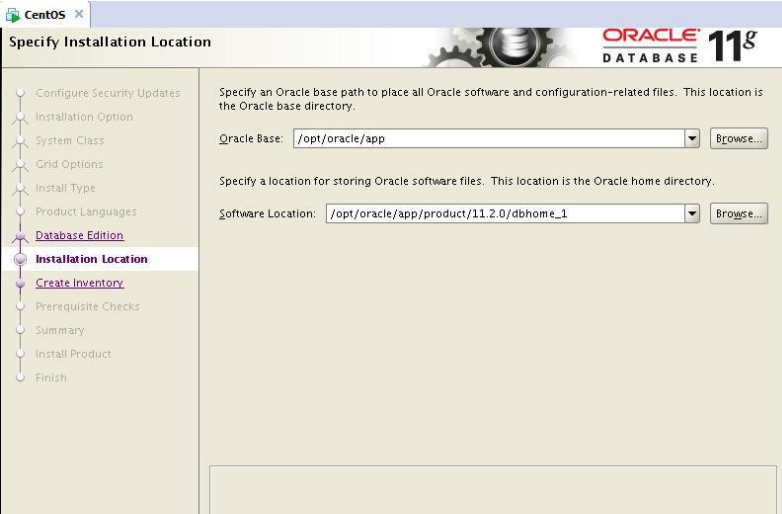 CentOS
Specify Installation Location
ORACLE
DATABASE
11g
Configure Security Updates
Installation Option
System Class
Grid Options
Install Type
Product Languages
Database Edition
Installation Location
Create Inventory
Prerequisite Checks
Summary
Install Product
Finish
Specify an Oracle base path to place all Oracle software and configuration-related files.  This location is
the Oracle base directory.
Oracle Base: /opt/oracle/app Browse...
Specify a location for storing Oracle software files.  This location is the Oracle home directory.
Software Location: /opt/oracle/app/product/11.2.0/dbhome_1 Browse...